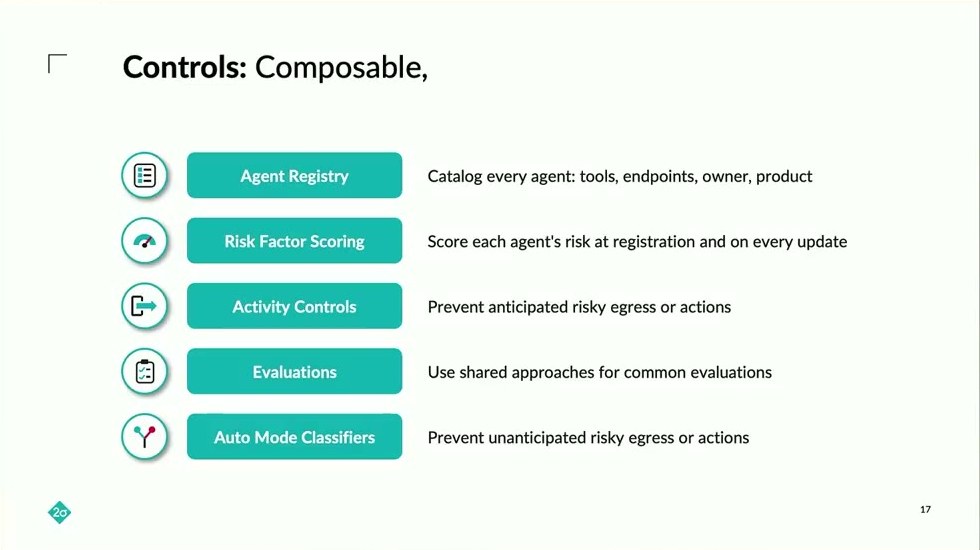 Controls: Composable,
Agent Registry
Catalog every agent: tools, endpoints, owner, product
Risk Factor Scoring
Score each agent's risk at registration and on every update
Activity Controls
Prevent anticipated risky egress or actions
Evaluations
Use shared approaches for common evaluations
Auto Mode Classifiers
Prevent unanticipated risky egress or actions
2σ
17